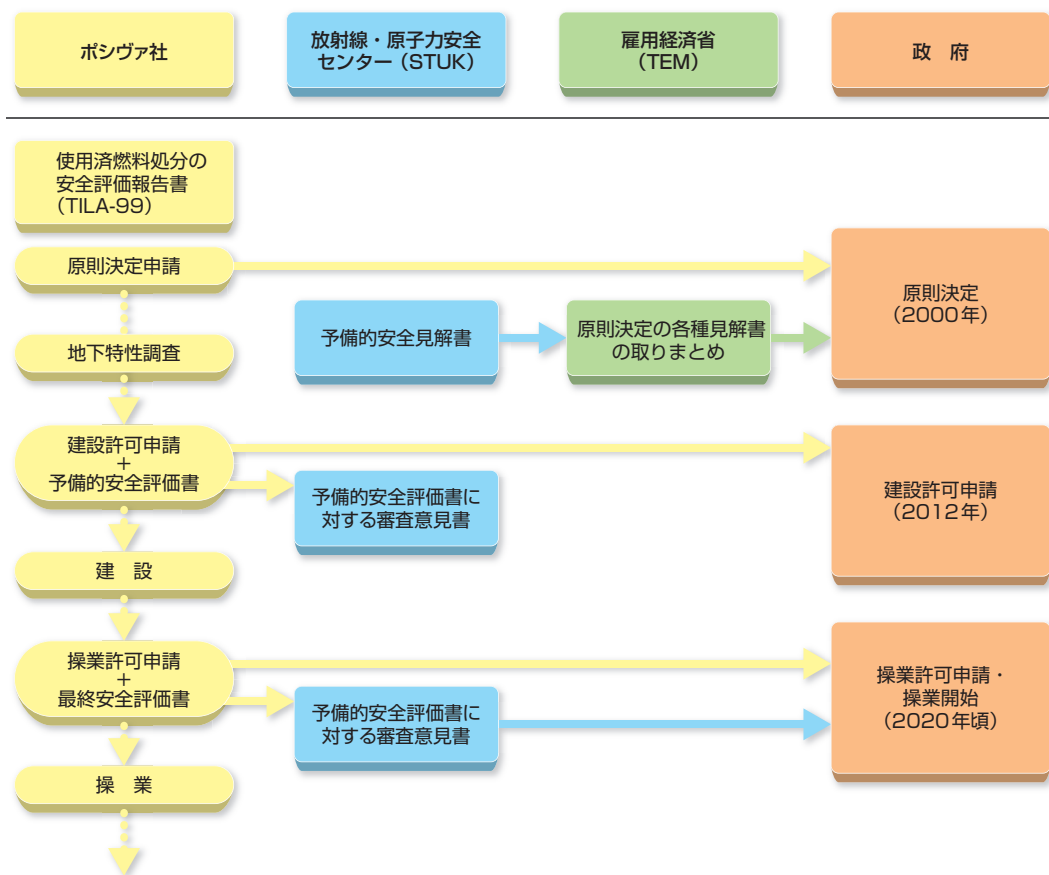 ポシヴァ社
放射線・原子力安全
センター（STUK）
雇用経済省
（TEM）
政　府
使用済燃料処分の
安全評価報告書
（TILA-99）
原則決定申請
原則決定
（2000年）
予備的安全見解書
原則決定の各種見解書
の取りまとめ
地下特性調査
建設許可申請
＋
予備的安全評価書
予備的安全評価書に
対する審査意見書
建設許可申請
（2012年）
建　設
操業許可申請
＋
最終安全評価書
予備的安全評価書に
対する審査意見書
操業許可申請・
操業開始
（2020年頃）
操　業